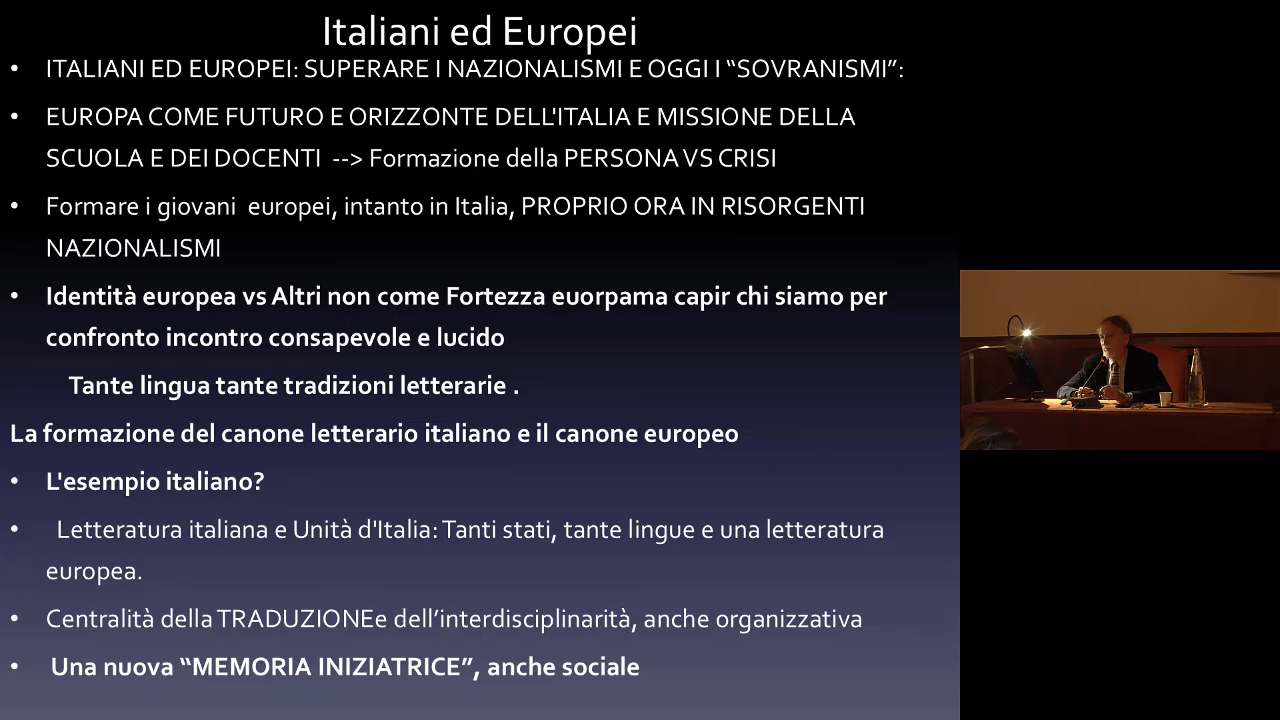 Italiani ed Europei
• ITALIANI ED EUROPEI: SUPERARE I NAZIONALISMI E OGGI I “SOVRANISMI”:
• EUROPA COME FUTURO E ORIZZONTE DELL'ITALIA E MISSIONE DELLA
SCUOLA E DEI DOCENTI --> Formazione della PERSONA VS CRISI
• Formare i giovani europei, intanto in Italia, PROPRIO ORA IN RISORGENTI
NAZIONALISMI
• Identità europea vs Altri non come Fortezza euorpama capir chi siamo per
confronto incontro consapevole e lucido
Tante lingua tante tradizioni letterarie .
La formazione del canone letterario italiano e il canone europeo
• L'esempio italiano?
• Letteratura italiana e Unità d'Italia: Tanti stati, tante lingue e una letteratura
europea.
• Centralità della TRADUZIONEe dell’interdisciplinarità, anche organizzativa
• Una nuova “MEMORIA INIZIATRICE”, anche sociale